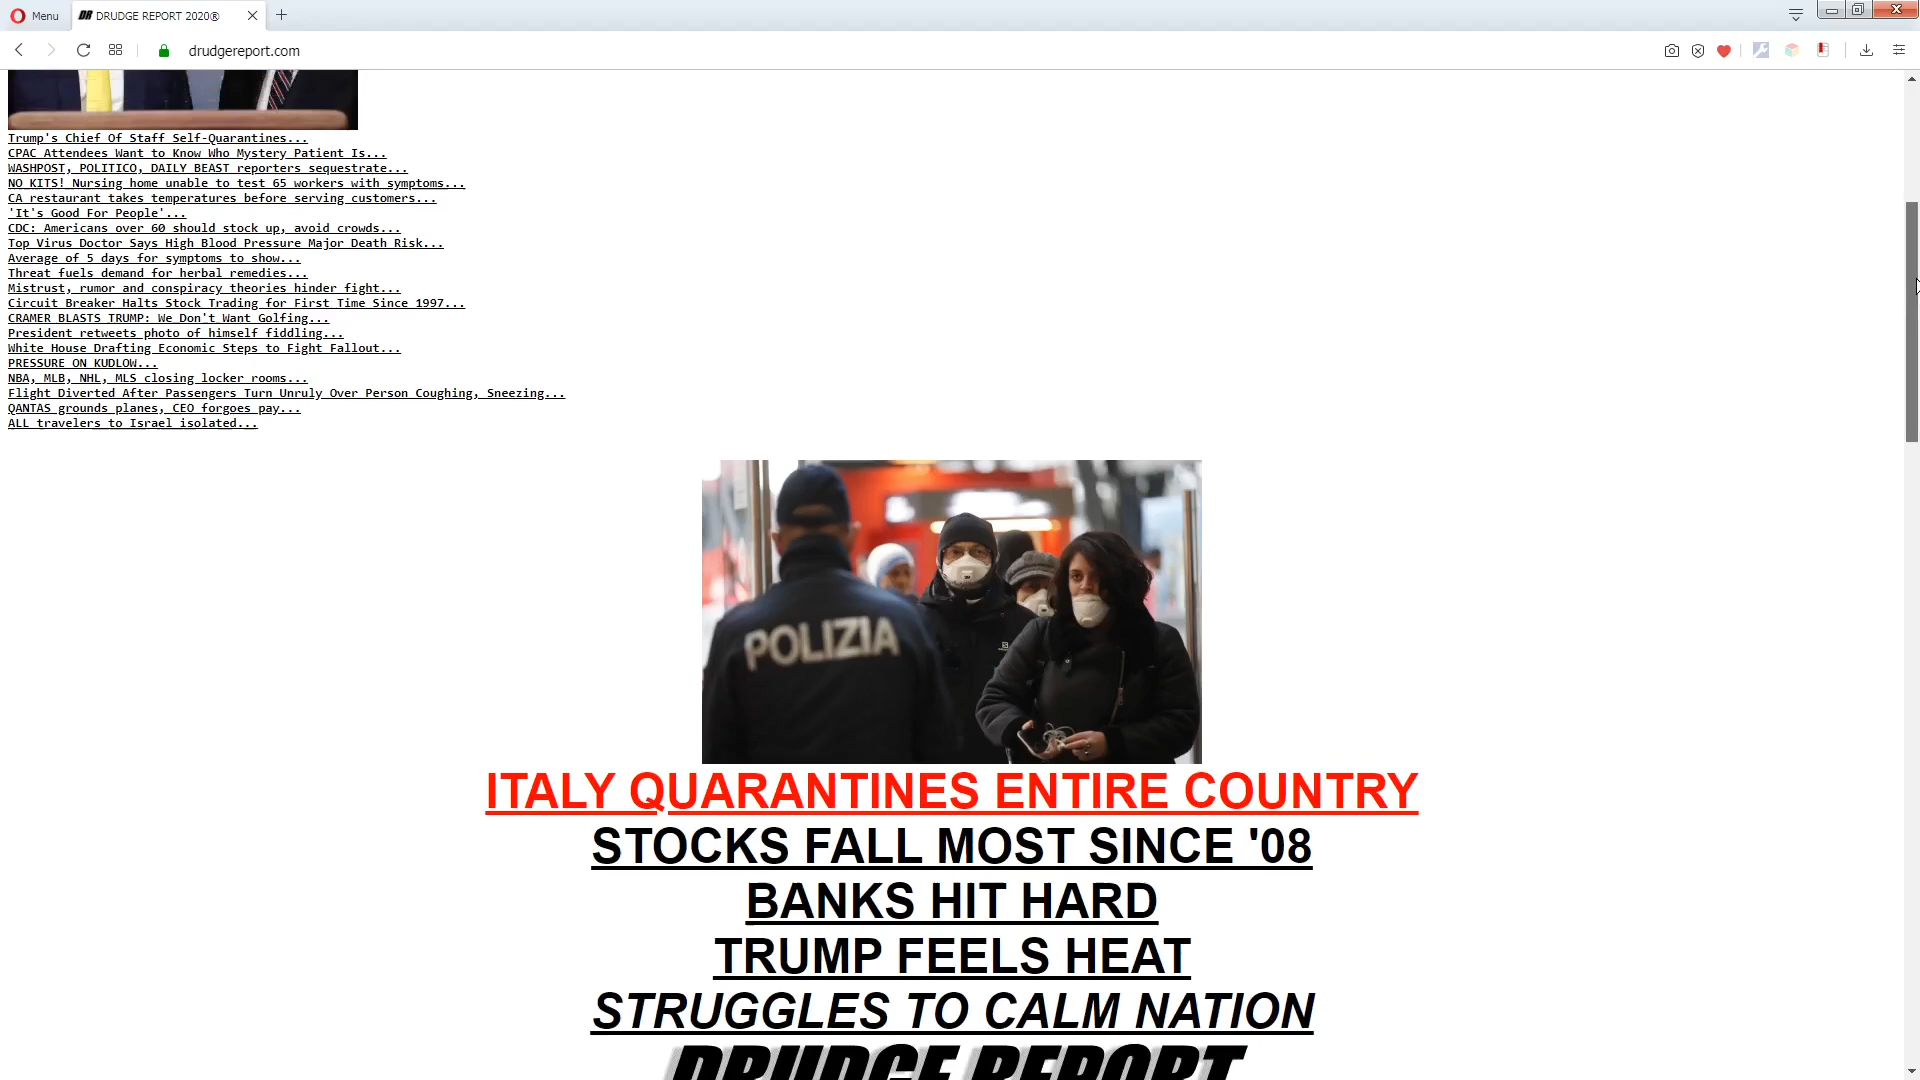 Menu
DR DRUDGE REPORT 2020®
drudgereport.com
Trump's Chief Of Staff Self-Quarantines...
CPAC Attendees Want to Know Who Mystery Patient Is...
WASHPOST, POLITICO, DAILY BEAST reporters sequestrate...
NO KITS! Nursing home unable to test 65 workers with symptoms...
CA restaurant takes temperatures before serving customers...
'It's Good For People'...
CDC: Americans over 60 should stock up, avoid crowds...
Top Virus Doctor Says High Blood Pressure Major Death Risk...
Average of 5 days for symptoms to show...
Threat fuels demand for herbal remedies...
Mistrust, rumor and conspiracy theories hinder fight...
Circuit Breaker Halts Stock Trading for First Time Since 1997...
CRAMER BLASTS TRUMP: We Don't Want Golfing...
President retweets photo of himself fiddling...
White House Drafting Economic Steps to Fight Fallout...
PRESSURE ON KUDLOW...
NBA, MLB, NHL, MLS closing locker rooms...
Flight Diverted After Passengers Turn Unruly Over Person Coughing, Sneezing...
QANTAS grounds planes, CEO forgoes pay...
ALL travelers to Israel isolated...
POLIZIA
ITALY QUARANTINES ENTIRE COUNTRY
STOCKS FALL MOST SINCE '08
BANKS HIT HARD
TRUMP FEELS HEAT
STRUGGLES TO CALM NATION
DRUDGE REPORT